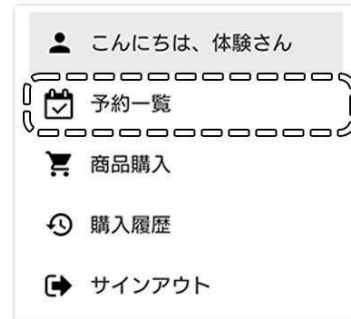 こんにちは、体験さん
予約一覧
商品購入
購入履歴
サインアウト